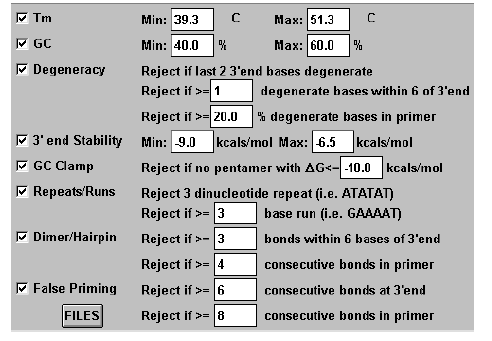 Tm Min: 39.3 C Max: 51.3 C
GC Min: 40.0 % Max: 60.0 %
Degeneracy Reject if last 2 3'end bases degenerate
Reject if >= 1 degenerate bases within 6 of 3'end
Reject if >= 20.0 % degenerate bases in primer
3' end Stability Min: -9.0 kcals/mol Max: -6.5 kcals/mol
GC Clamp Reject if no pentamer with ΔG<= -10.0 kcals/mol
Repeats/Runs Reject 3 dinucleotide repeat (i.e. ATATAT)
Reject if >= 3 base run (i.e. GAAAAT)
Dimer/Hairpin Reject if >= 3 bonds within 6 bases of 3'end
Reject if >= 4 consecutive bonds in primer
False Priming Reject if >= 6 consecutive bonds at 3'end
FILES Reject if >= 8 consecutive bonds in primer